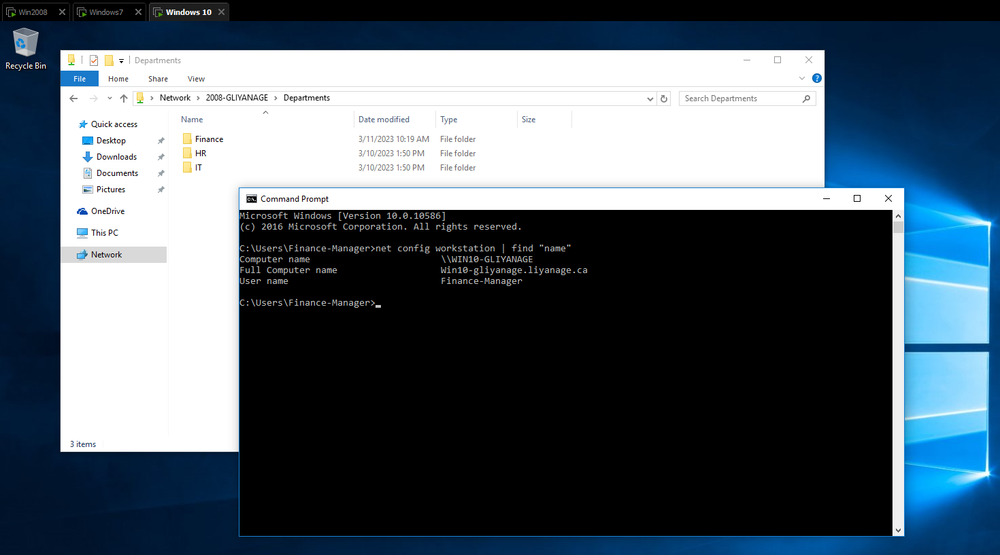 Win2008
Windows7
Windows 10
Recycle Bin
Departments
File Home Share View
Network 2008-GLIYANAGE Departments
Search Departments
Name Date modified Type Size
Quick access
Desktop
Downloads
Documents
Pictures
OneDrive
This PC
Network
Finance 3/11/2023 10:19 AM File folder
HR 3/10/2023 1:50 PM File folder
IT 3/10/2023 1:50 PM File folder
3 items
Command Prompt
Microsoft Windows [Version 10.0.10586]
(c) 2016 Microsoft Corporation. All rights reserved.
C:\Users\Finance-Manager>net config workstation | find "name"
Computer name \\WIN10-GLIYANAGE
Full Computer name Win10-gliyanage.liyanage.ca
User name Finance-Manager
C:\Users\Finance-Manager>